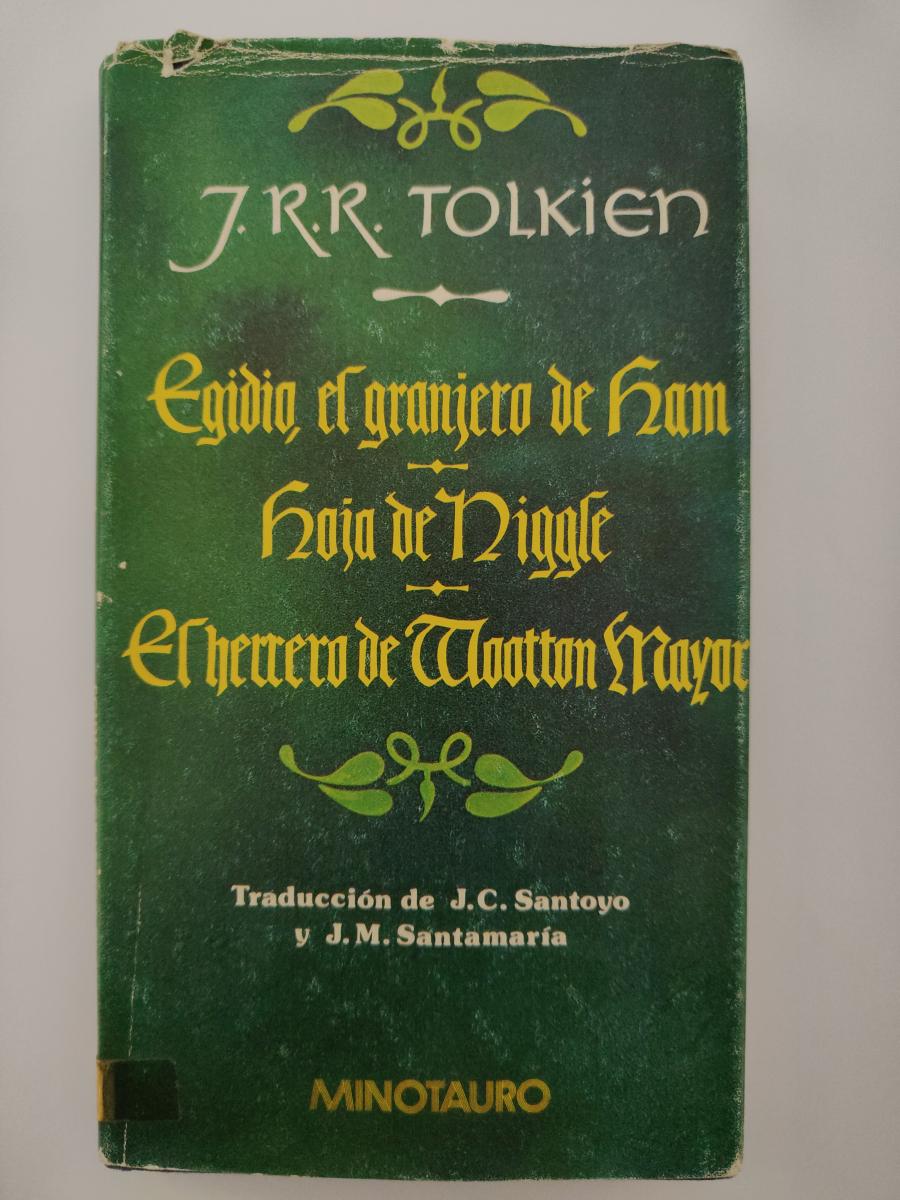 J.R.R. TOLKIEN
Egidio, el granjero de Ham
Hoja de Niggle
El herrero de Wootton Mayor
Traducción de J.C. Santoyo
y J.M. Santamaría
MINOTAURO